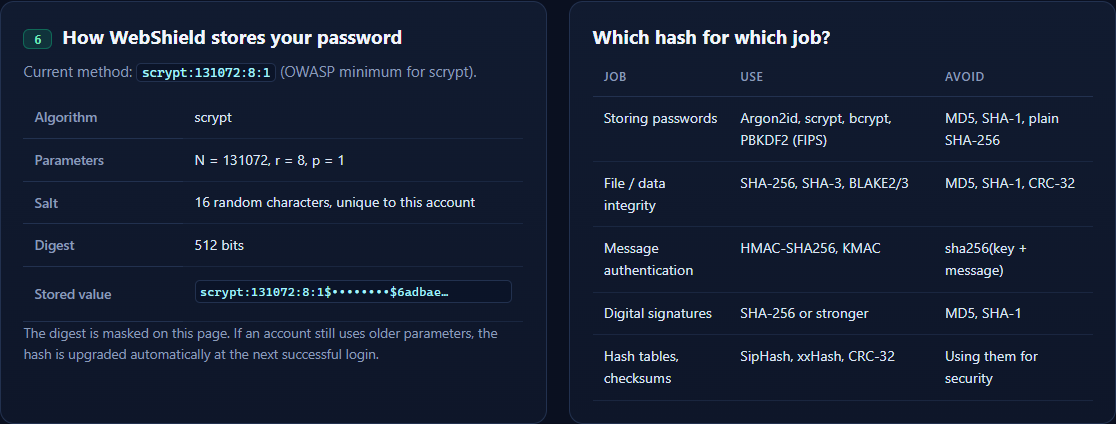 6 How WebShield stores your password
Current method: scrypt:131072:8:1 (OWASP minimum for scrypt).
Algorithm scrypt
Parameters N = 131072, r = 8, p = 1
Salt 16 random characters, unique to this account
Digest 512 bits
Stored value scrypt:131072:8:1$••••••••$6adbae…
The digest is masked on this page. If an account still uses older parameters, the
hash is upgraded automatically at the next successful login.
Which hash for which job?
JOB USE AVOID
Storing passwords Argon2id, scrypt, bcrypt, MD5, SHA-1, plain
PBKDF2 (FIPS) SHA-256
File / data SHA-256, SHA-3, BLAKE2/3 MD5, SHA-1, CRC-32
integrity
Message HMAC-SHA256, KMAC sha256(key +
authentication message)
Digital signatures SHA-256 or stronger MD5, SHA-1
Hash tables, SipHash, xxHash, CRC-32 Using them for
checksums security